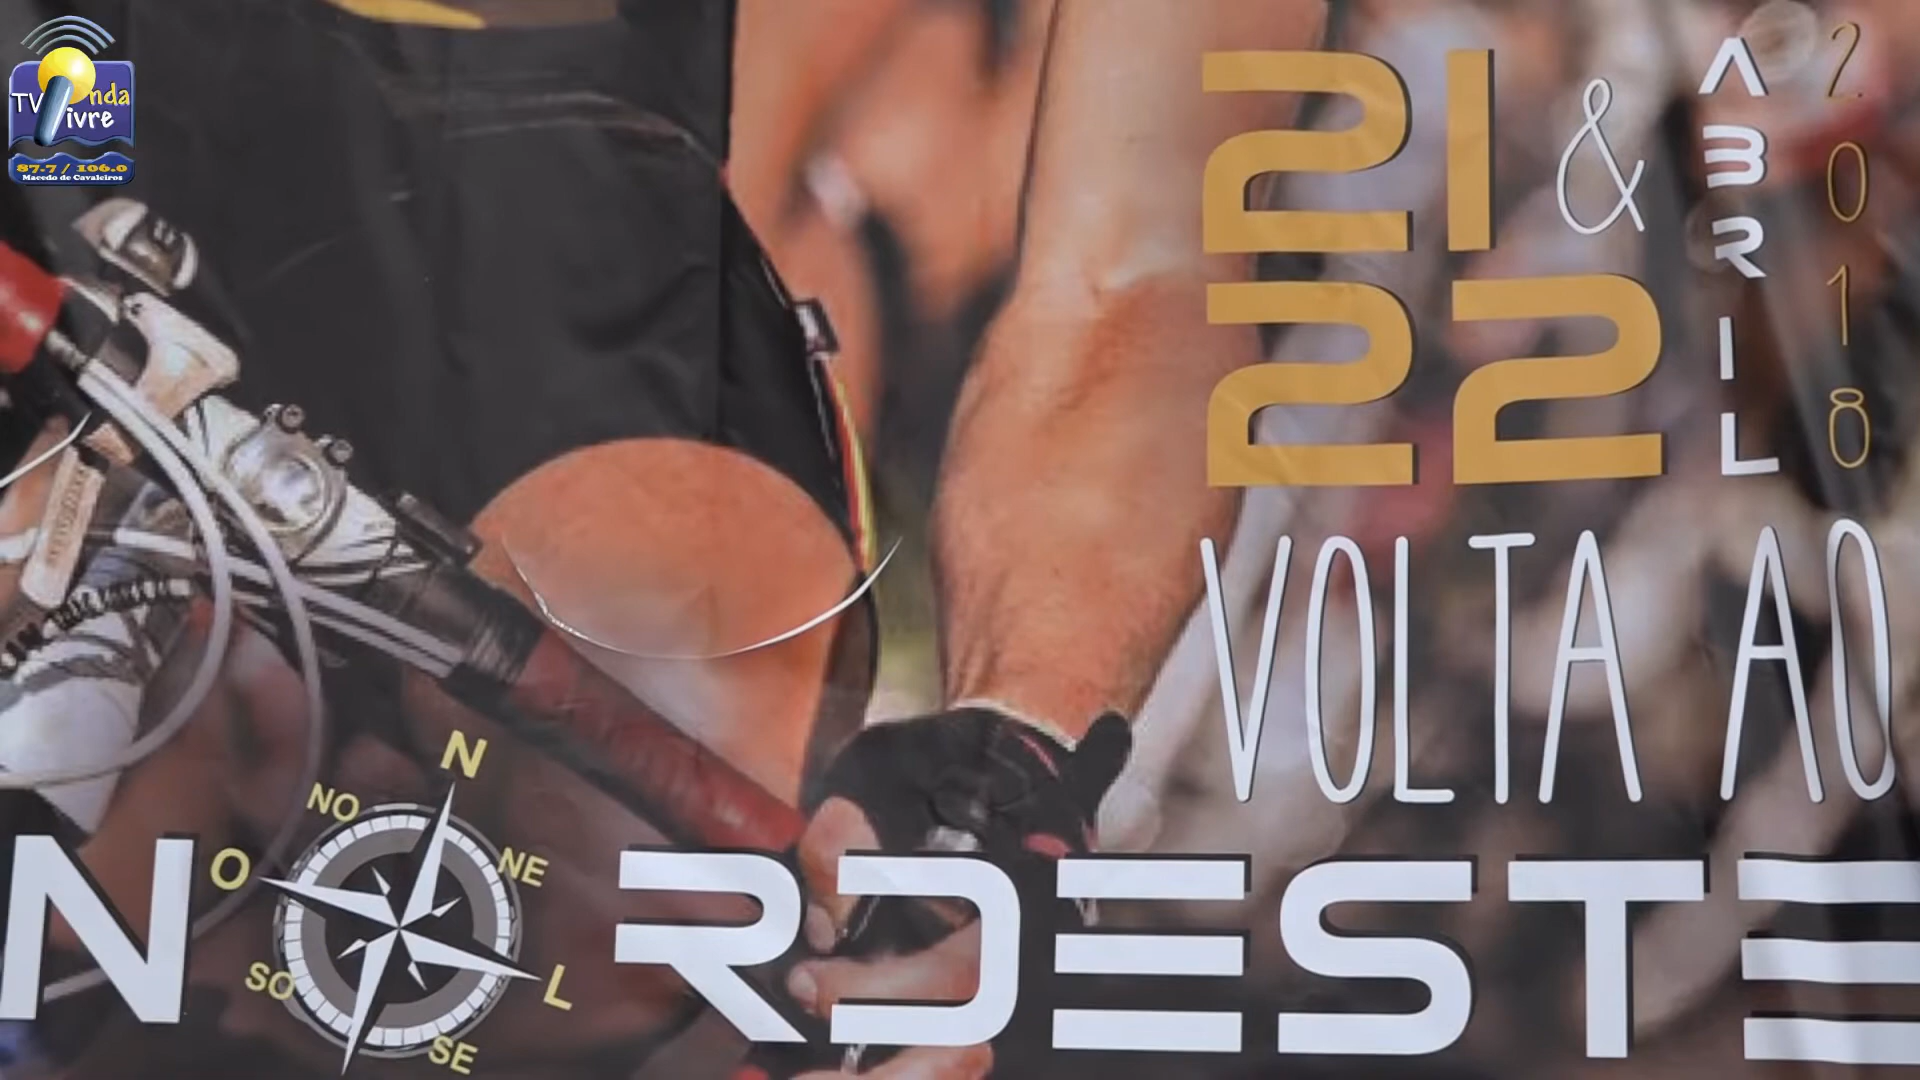 TV Onda
Livre
87.7 / 106.0
Macedo de Cavaleiros
21 &
22
ABRIL
2018
VOLTA AO
NORDESTE
N
NO
NE
O
L
SO
SE